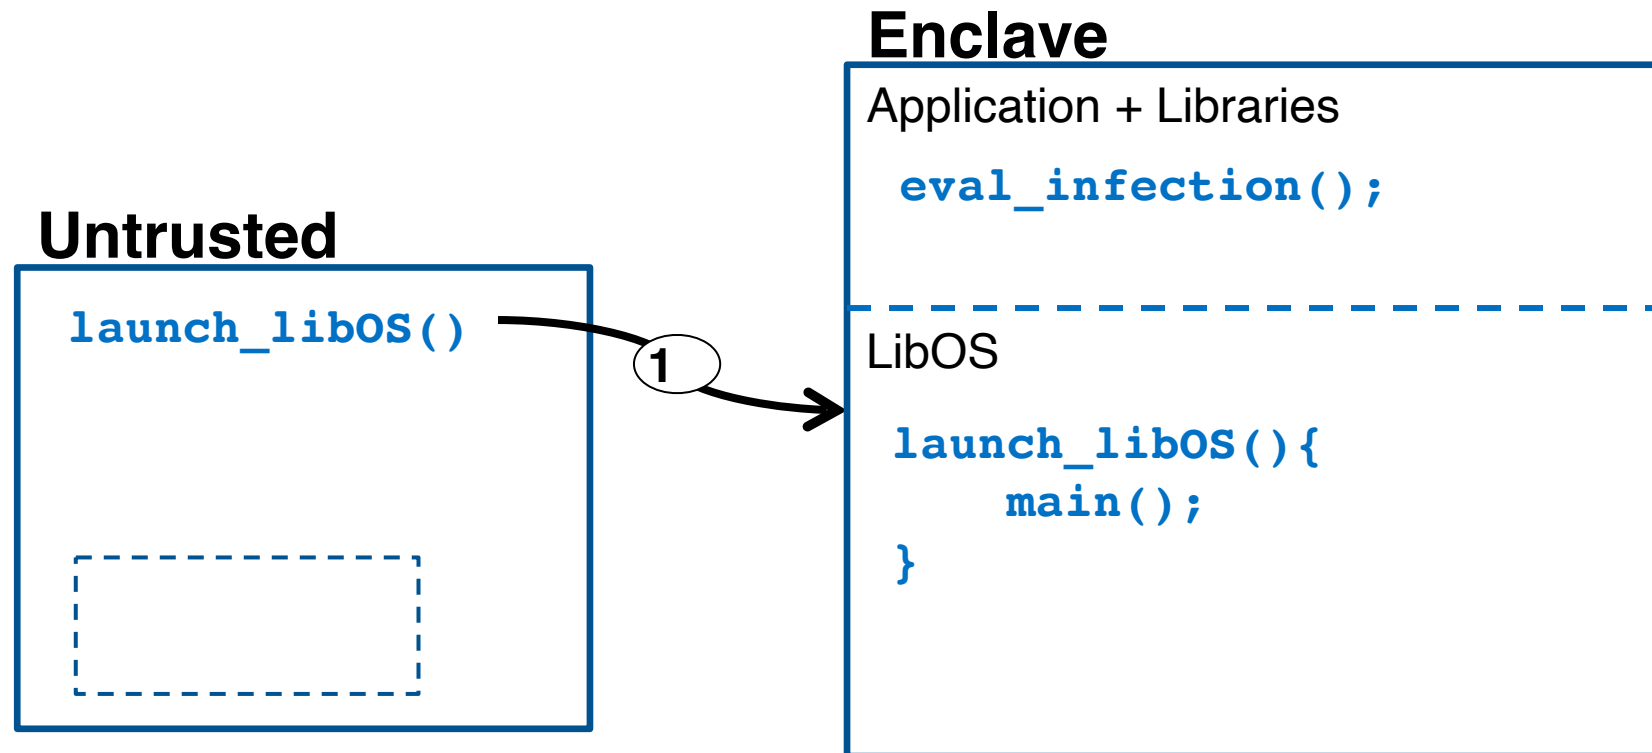 Enclave
Application + Libraries
eval_infection();
Untrusted
launch_libOS()
1
LibOS
launch_libOS(){
main();
}